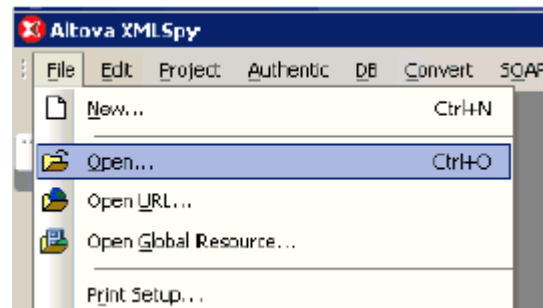 Altova XMLSpy
File Edit Project Authentic DB Convert SOAP
New... Ctrl+N
Open... Ctrl+O
Open URL...
Open Global Resource...
Print Setup...